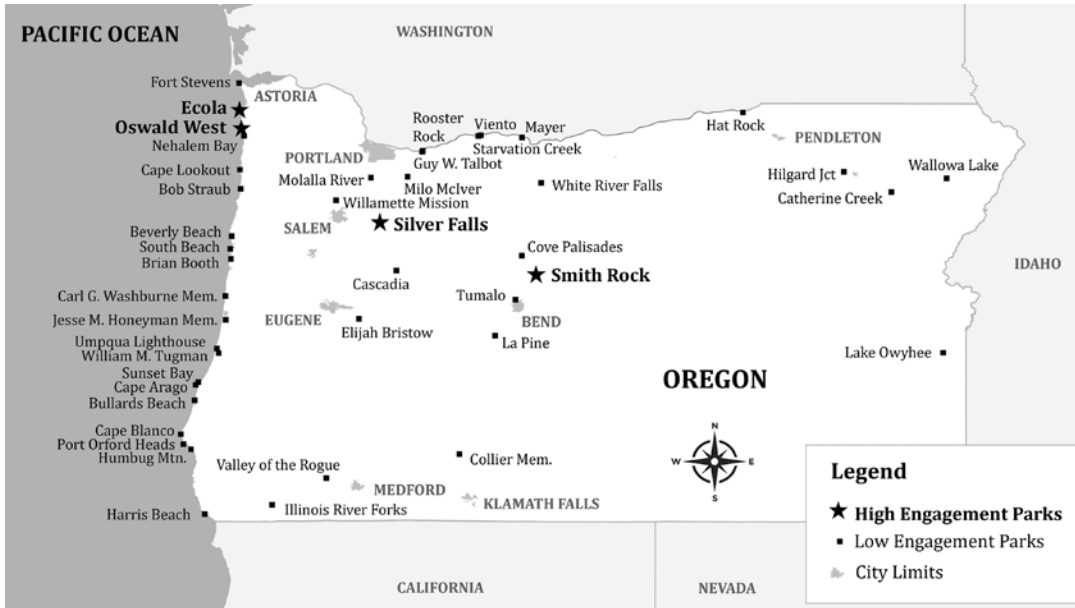 PACIFIC OCEAN
WASHINGTON
Fort Stevens
ASTORIA
Ecola
Oswald West
Nehalem Bay
Rooster
Rock
Viento
Mayer
Starvation Creek
Hat Rock
PENDLETON
PORTLAND
Guy W. Talbot
Cape Lookout
Bob Straub
Molalla River
Milo McIver
White River Falls
Hilgard Jct
Wallowa Lake
Catherine Creek
Willamette Mission
SALEM
Silver Falls
Beverly Beach
South Beach
Brian Booth
Cove Palisades
Smith Rock
IDAHO
Cascadia
Tumalo
Carl G. Washburne Mem.
Jesse M. Honeyman Mem.
EUGENE
Elijah Bristow
BEND
La Pine
Umpqua Lighthouse
William M. Tugman
Lake Owyhee
Sunset Bay
Cape Arago
Bullards Beach
OREGON
Cape Blanco
Port Orford Heads
Humbug Mtn.
N
W
E
S
Valley of the Rogue
Collier Mem.
MEDFORD
KLAMATH FALLS
Illinois River Forks
Harris Beach
CALIFORNIA
NEVADA
Legend
High Engagement Parks
Low Engagement Parks
City Limits